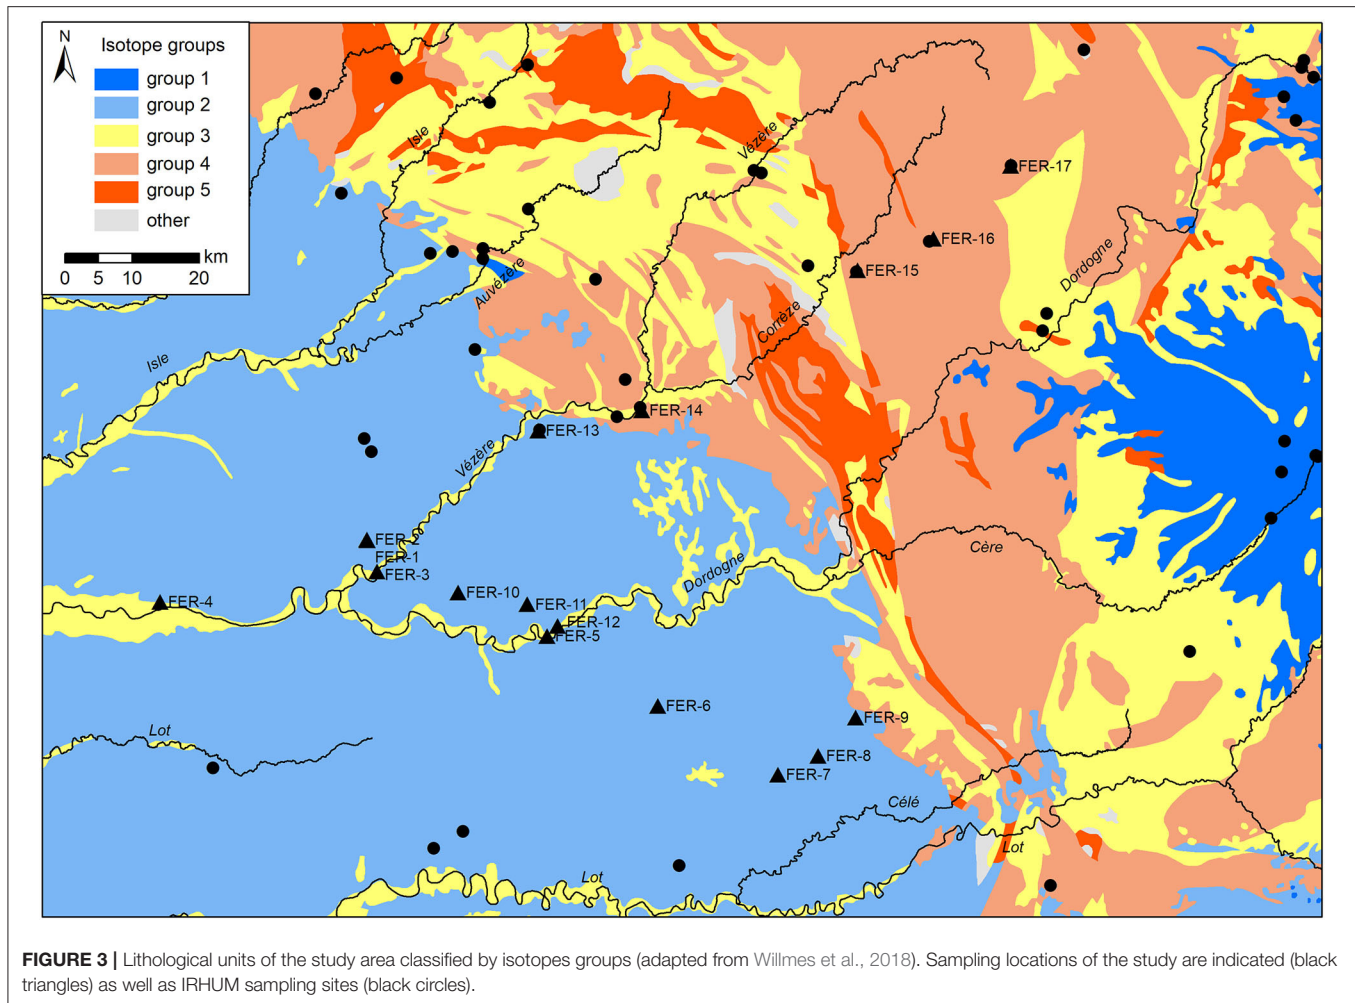 N
Isotope groups
group 1
group 2
group 3
group 4
group 5
other
km
0 5 10 20
Isle
Vézère
FER-17
FER-16
Dordogne
FER-15
Auvézère
Corrèze
Isle
FER-14
FER-13
Vézère
FER-1
FER-1
FER-3
Cère
Dordogne
FER-10
FER-4
FER-11
FER-12
FER-5
FER-6
FER-9
Lot
FER-8
FER-7
Célé
Lot
Lot
FIGURE 3 | Lithological units of the study area classified by isotopes groups (adapted from Willmes et al., 2018). Sampling locations of the study are indicated (black
triangles) as well as IRHUM sampling sites (black circles).